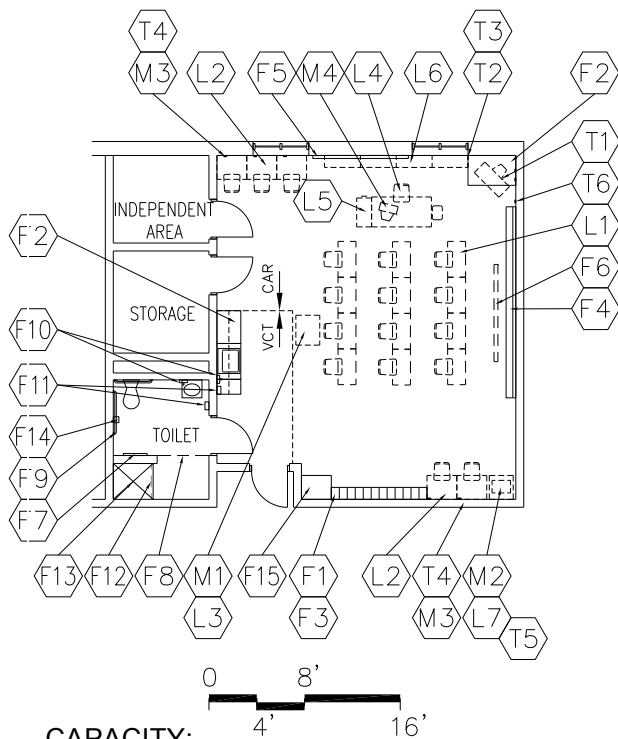 T4 T3
M3 L2 F5 M4 L4 L6 T2 F2
T1
T6
L5
INDEPENDENT
AREA
L1
F2
CAR
F6
STORAGE
VCT
F4
F10
F11
F14
TOILET
F9
F7
F13 F12 F8 M1 F15 F1 L2 T4 M2
L3 F3 M3 L7 T5
0 8'
4' 16'
CAPACITY: